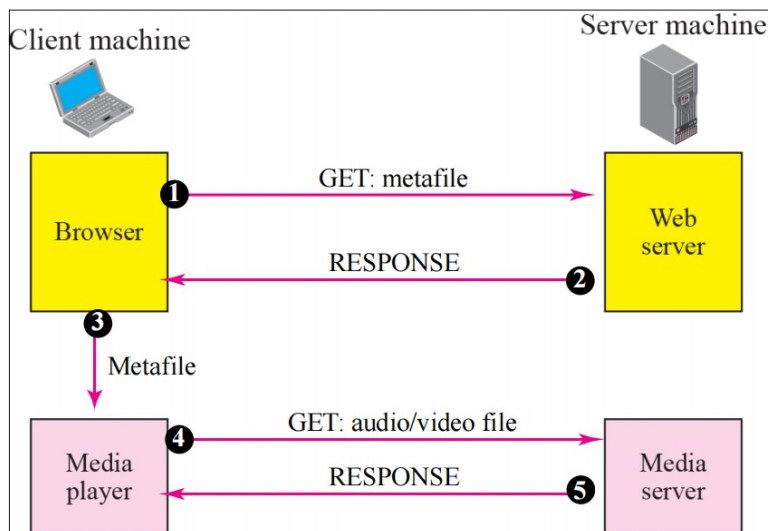 Client machine
Server machine
1
GET: metafile
Browser
Web
server
RESPONSE
2
3
Metafile
4
GET: audio/video file
Media
player
Media
server
RESPONSE
5